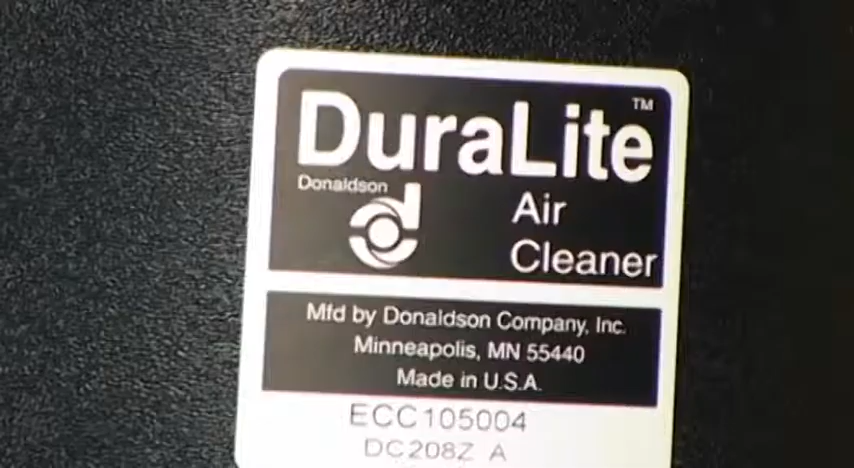 DuraLite™
Donaldson
Air
Cleaner
Mfd by Donaldson Company, Inc.
Minneapolis, MN 55440
Made in U.S.A.
ECC105004
DC208Z A